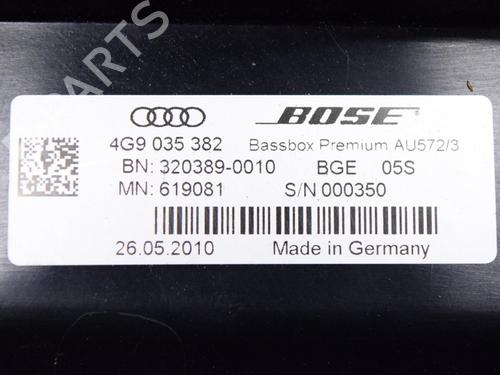 BOSE
4G9 035 382 Bassbox Premium AU572/3
BN: 320389-0010 BGE 05S
MN: 619081 S/N 000350
26.05.2010 Made in Germany
PARTS